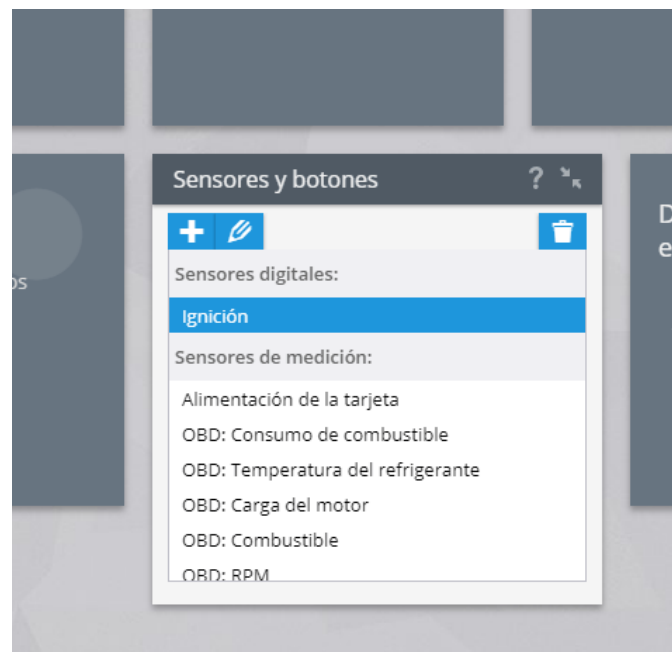 Sensores y botones ?
Sensores digitales:
Ignición
Sensores de medición:
Alimentación de la tarjeta
OBD: Consumo de combustible
OBD: Temperatura del refrigerante
OBD: Carga del motor
OBD: Combustible
OBD: RPM